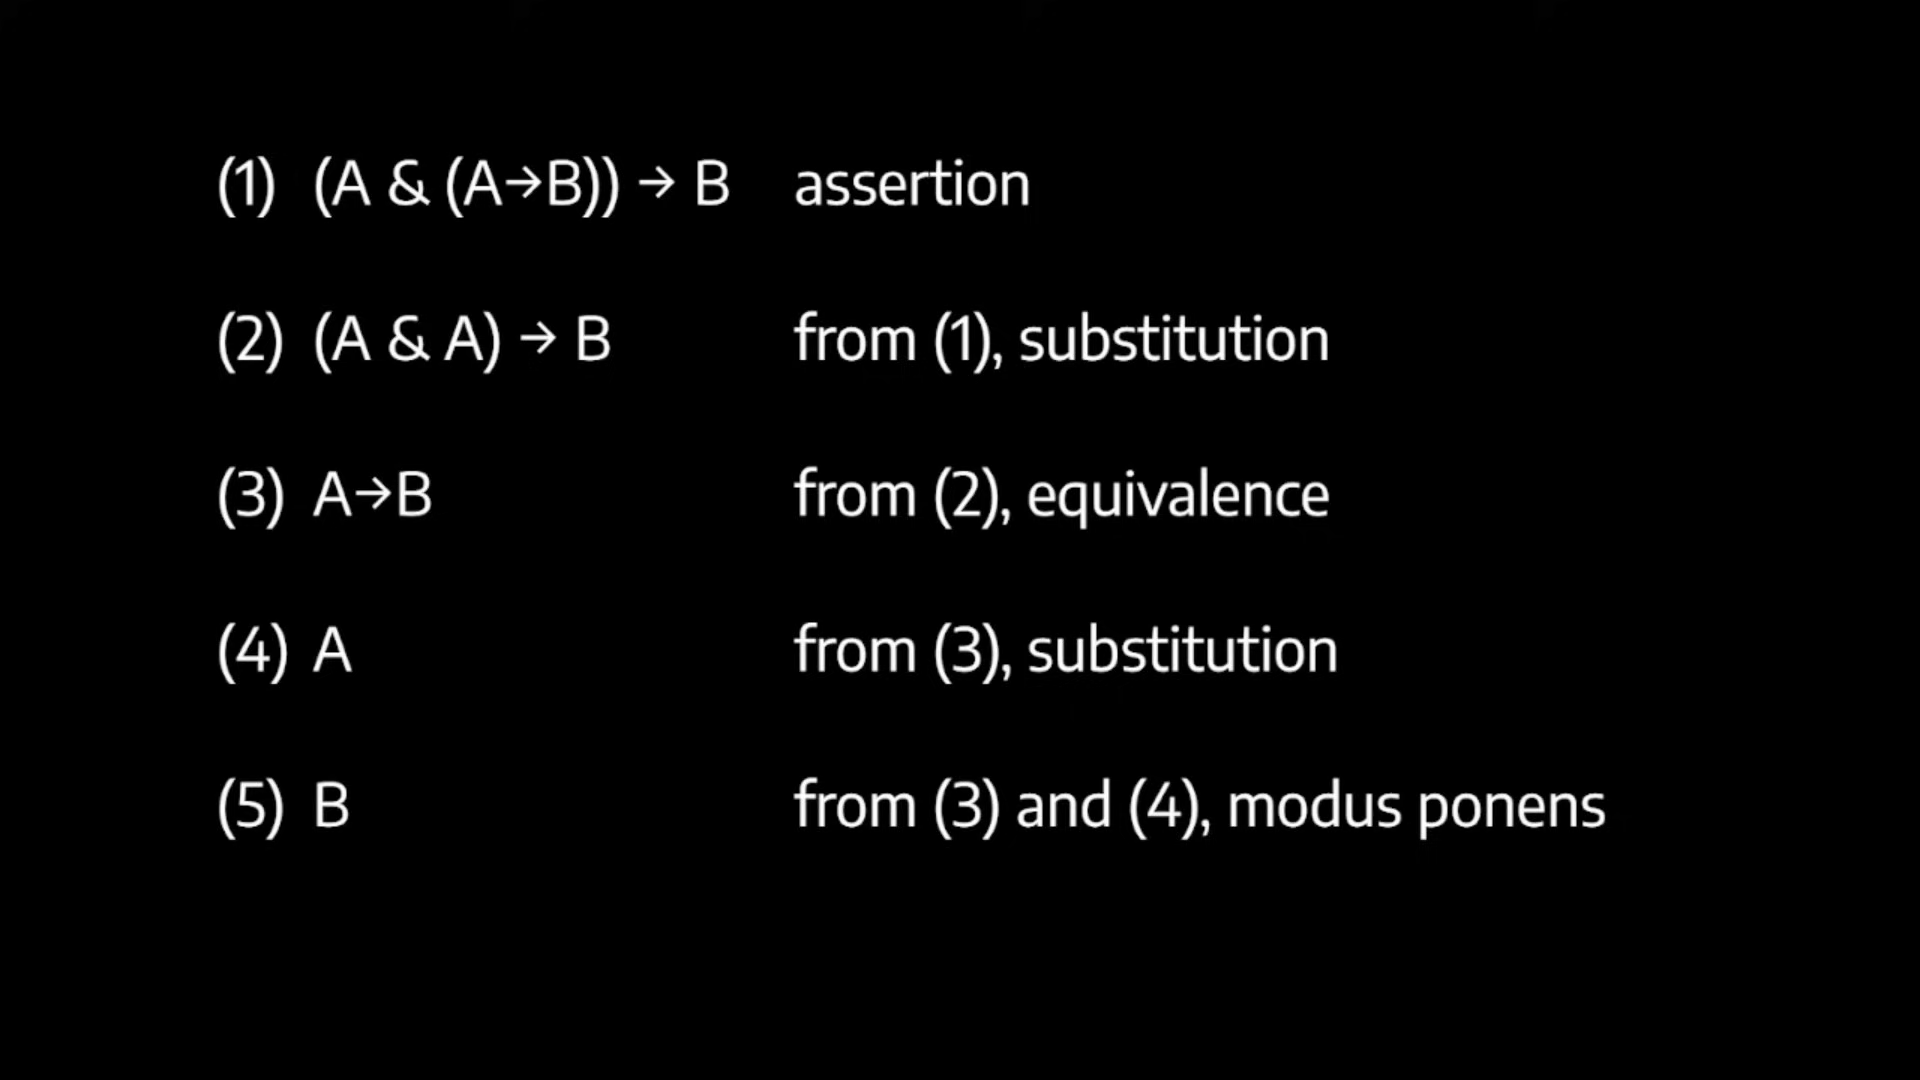 (1) (A & (A→B)) → B assertion
(2) (A & A) → B from (1), substitution
(3) A→B from (2), equivalence
(4) A from (3), substitution
(5) B from (3) and (4), modus ponens